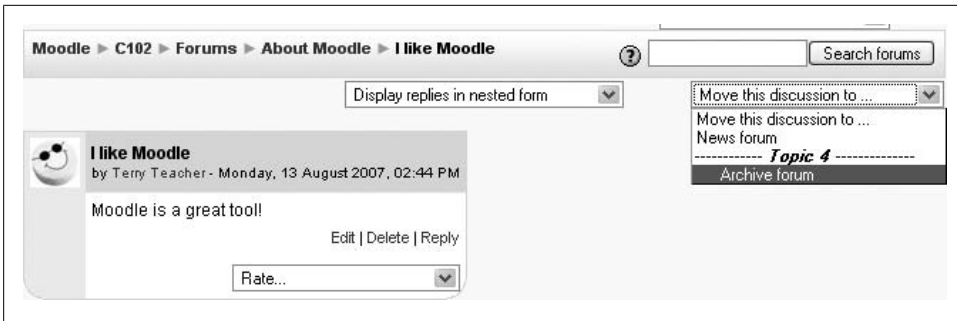 Moodle ► C102 ► Forums ► About Moodle ► I like Moodle
? Search forums
Display replies in nested form
Move this discussion to ...
Move this discussion to ...
News forum
------------ Topic 4 --------------
Archive forum
I like Moodle
by Terry Teacher - Monday, 13 August 2007, 02:44 PM
Moodle is a great tool!
Edit | Delete | Reply
Rate...